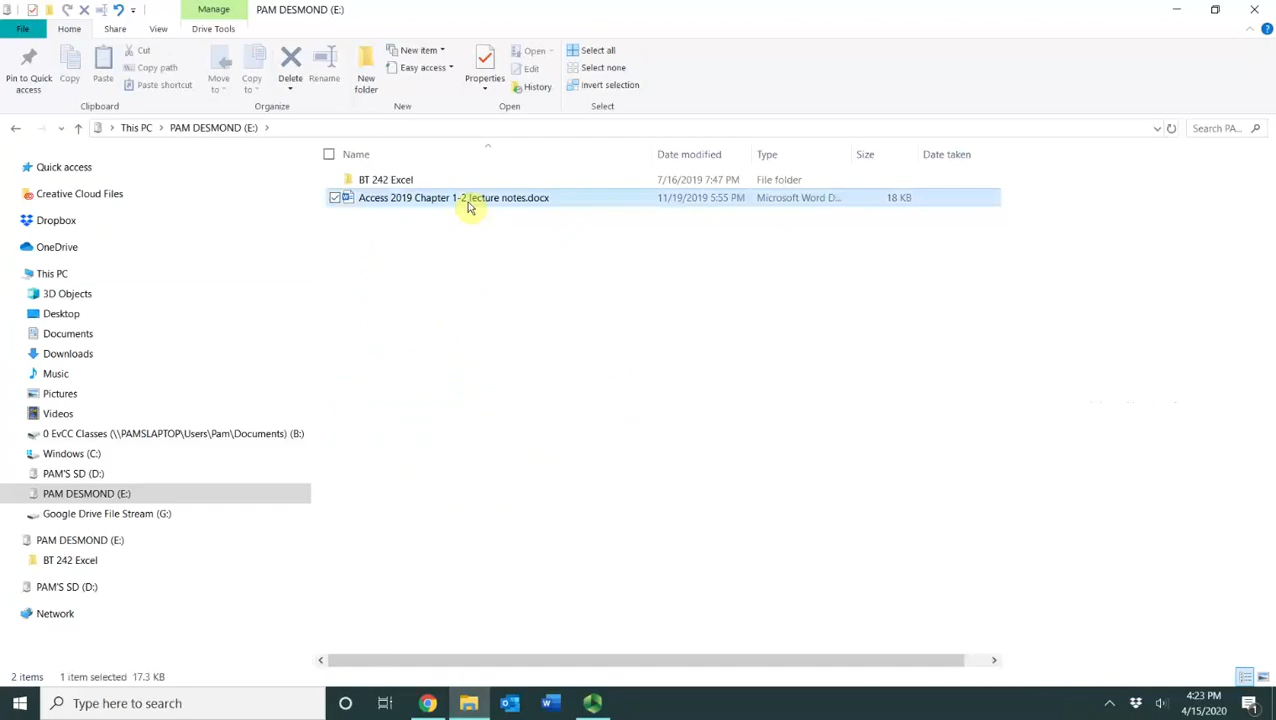 Manage
PAM DESMOND (E:)
File
Home
Share
View
Drive Tools
Pin to Quick access
Copy
Paste
Cut
Copy path
Paste shortcut
Clipboard
Move to
Copy to
Delete
Rename
Organize
New folder
New item
Easy access
New
Properties
Open
Edit
History
Open
Select all
Select none
Invert selection
Select
This PC > PAM DESMOND (E:) >
Search PA...
Name
Date modified
Type
Size
Date taken
BT 242 Excel
7/16/2019 7:47 PM
File folder
Access 2019 Chapter 1-2 lecture notes.docx
11/19/2019 5:55 PM
Microsoft Word D...
18 KB
Quick access
Creative Cloud Files
Dropbox
OneDrive
This PC
3D Objects
Desktop
Documents
Downloads
Music
Pictures
Videos
0 EvCC Classes (\\PAMSLAPTOP\Users\Pam\Documents) (B:)
Windows (C:)
PAM'S SD (D:)
PAM DESMOND (E:)
Google Drive File Stream (G:)
PAM DESMOND (E:)
BT 242 Excel
PAM'S SD (D:)
Network
2 items
1 item selected 17.3 KB
Type here to search
4:23 PM
4/15/2020
1